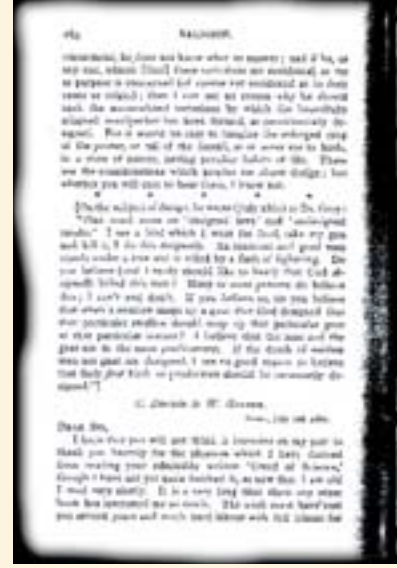 RELIGION.
he does not know what to answer; and if he, or
any one, admits [that] these variations are accidental, as far
as purpose is concerned (of course not accidental as to their
cause or origin); then I can see no reason why he should
rank the accumulated variations by which the beautifully
adapted woodpecker has been formed, as providentially de-
signed. For it would be easy to imagine the enlarged crop
of the pouter, or tail of the fantail, as of some use to birds,
in a state of nature, having peculiar habits of life. These
are the considerations which perplex me about design; but
whether you will care to hear them, I know not.
* * * * *
[On the subject of design, he wrote (July 1860) to Dr. Gray:
"One word more on 'designed laws' and 'undesigned
results.' I see a bird which I want for food, take my gun
and kill it, I do this designedly. An innocent and good man
stands under a tree and is killed by a flash of lightning. Do
you believe (and I really should like to hear) that God de-
signedly killed this man? Many or most persons do believe
this; I can't and don't. If you believe so, do you believe
that when a swallow snaps up a gnat that God designed that
that particular swallow should snap up that particular gnat
at that particular instant? I believe that the man and the
gnat are in the same predicament. If the death of neither
man nor gnat are designed, I see no good reason to believe
that their first birth or production should be necessarily de-
signed."]
C. Darwin to W. Graham.
Down, July 3rd, 1881.
DEAR SIR,
I hope that you will not think it intrusive on my part to
thank you heartily for the pleasure which I have derived
from reading your admirably written 'Creed of Science,'
though I have not yet quite finished it, as now that I am old
I read very slowly. It is a very long time since any other
book has interested me so much. The work must have cost
you several years and much hard labour with full leisure for